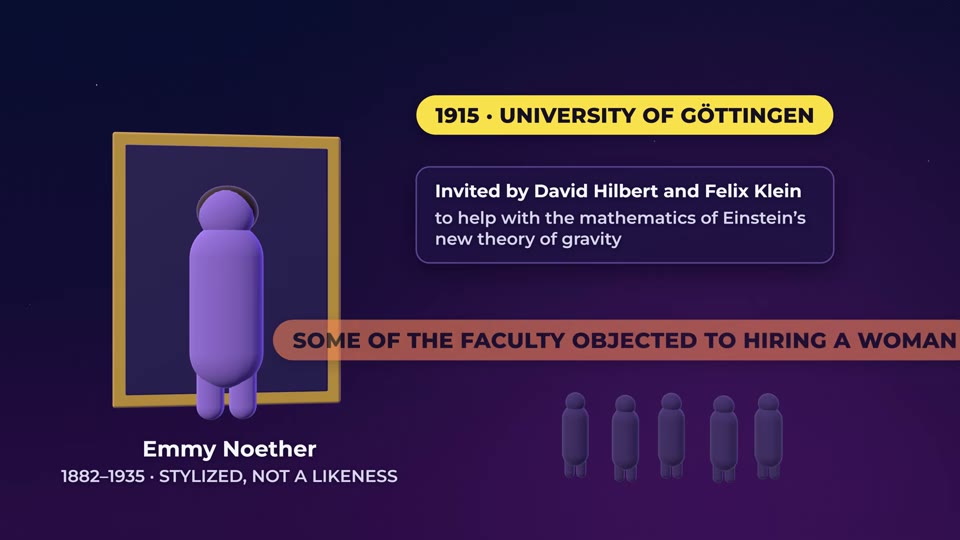 1915 · UNIVERSITY OF GÖTTINGEN
Invited by David Hilbert and Felix Klein
to help with the mathematics of Einstein’s
new theory of gravity
SOME OF THE FACULTY OBJECTED TO HIRING A WOMAN
Emmy Noether
1882–1935 · STYLIZED, NOT A LIKENESS